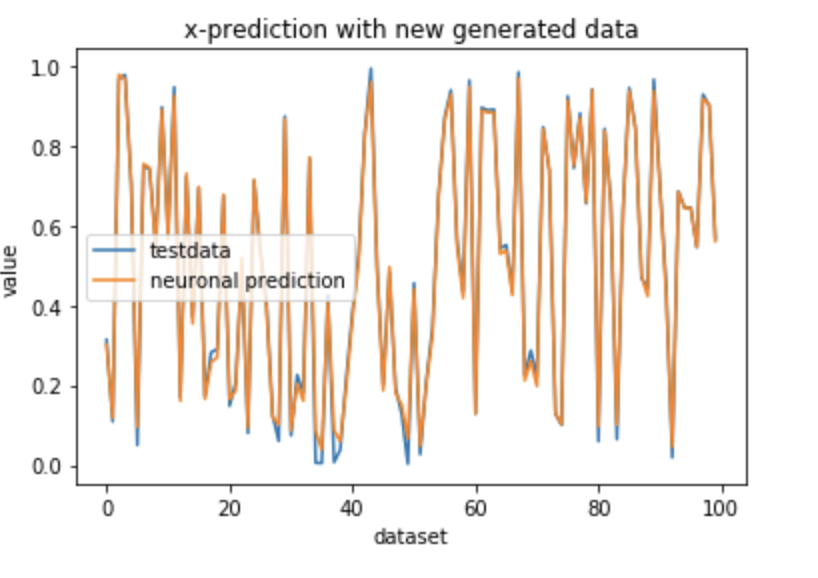 x-prediction with new generated data
1.0
0.8
0.6
0.4
0.2
0.0
value
testdata
neuronal prediction
0 20 40 60 80 100
dataset